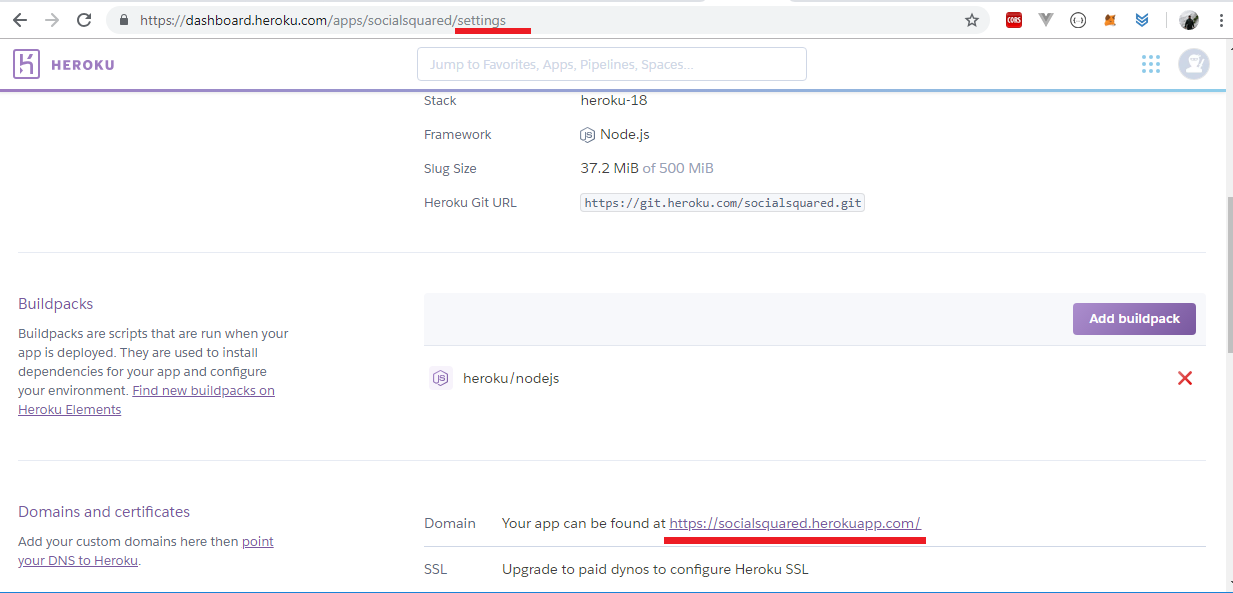 https://dashboard.heroku.com/apps/socialsquared/settings
CORS
HEROKU
Jump to Favorites, Apps, Pipelines, Spaces...
Stack heroku-18
Framework Node.js
Slug Size 37.2 MiB of 500 MiB
Heroku Git URL https://git.heroku.com/socialsquared.git
Buildpacks
Buildpacks are scripts that are run when your
app is deployed. They are used to install
dependencies for your app and configure
your environment. Find new buildpacks on
Heroku Elements
Add buildpack
heroku/nodejs
Domains and certificates
Add your custom domains here then point
your DNS to Heroku.
Domain Your app can be found at https://socialsquared.herokuapp.com/
SSL Upgrade to paid dynos to configure Heroku SSL